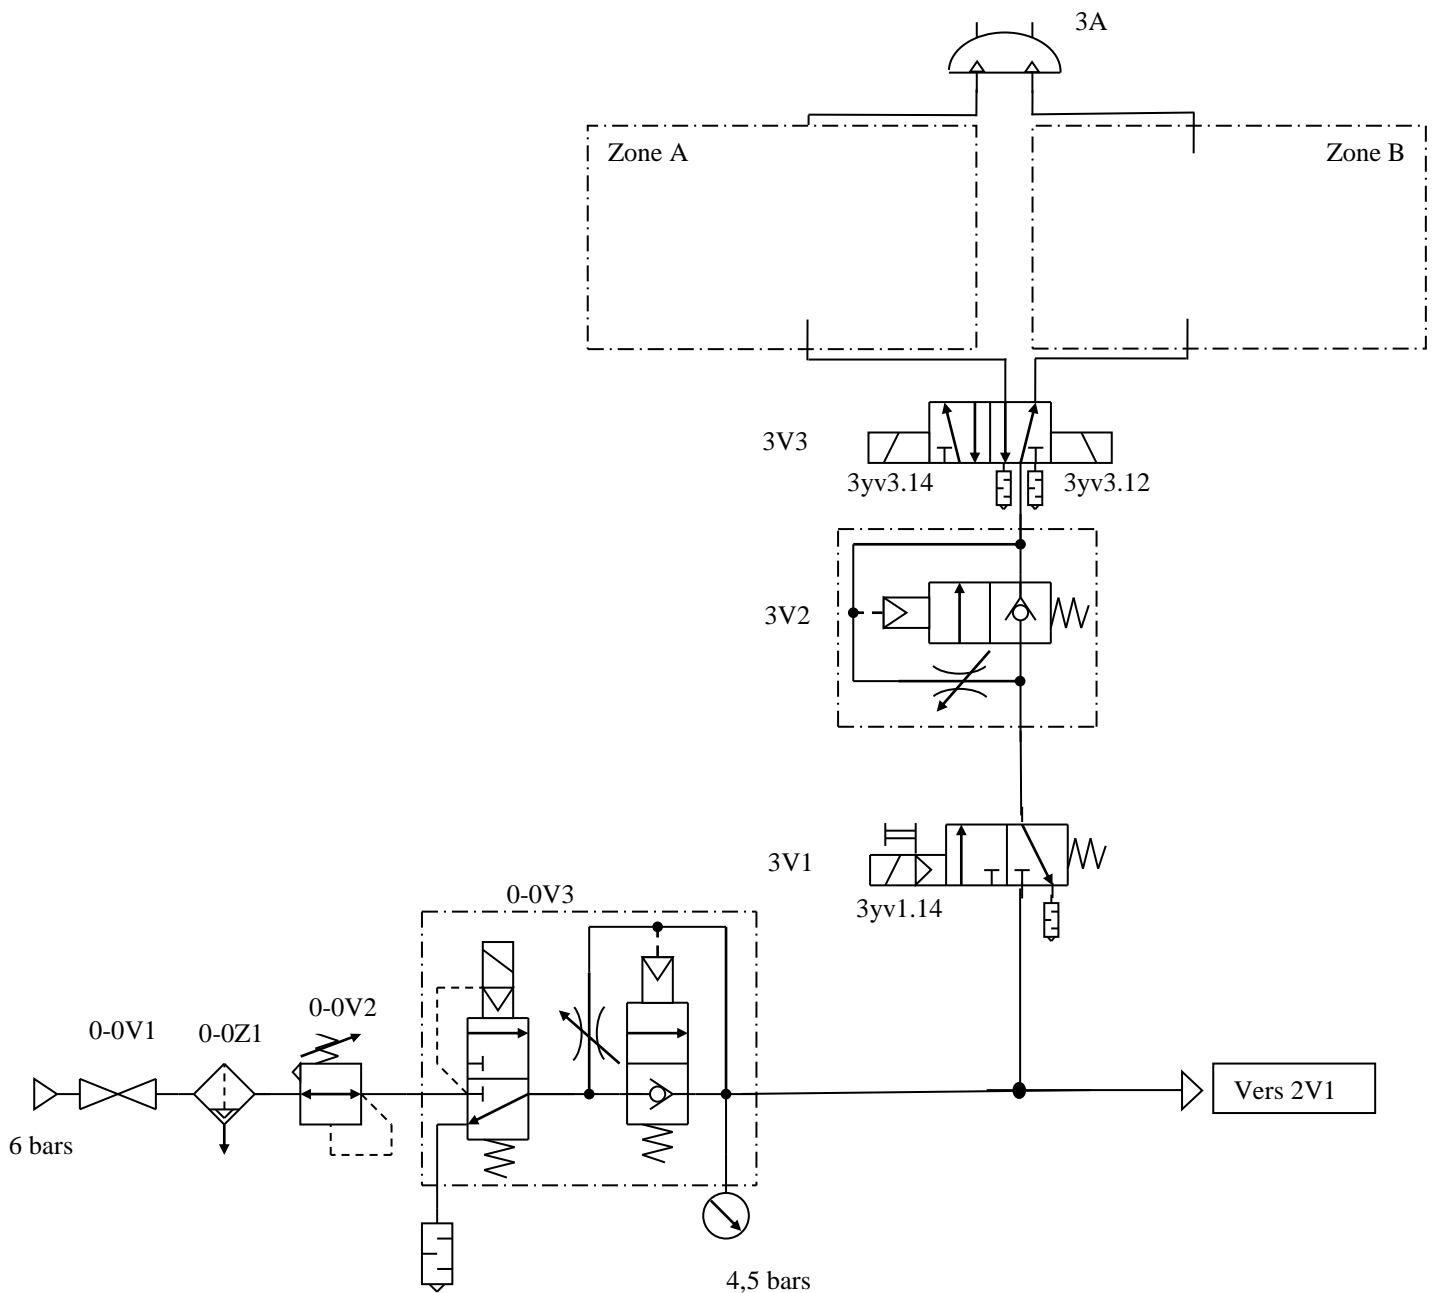 3A
Zone A
Zone B
3V3
3yv3.14
3yv3.12
3V2
3V1
3yv1.14
0-0V3
0-0V2
0-0V1
0-0Z1
Vers 2V1
6 bars
4,5 bars